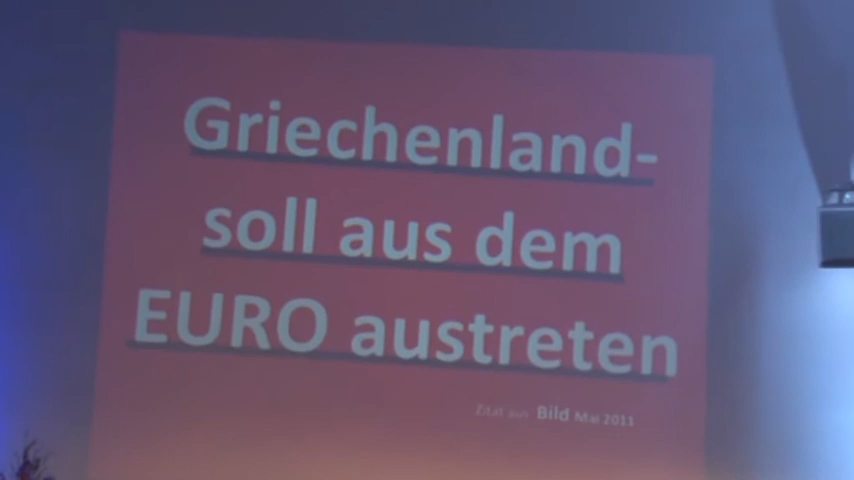 Griechenland-
soll aus dem
EURO austreten
Zitat aus Bild Mai 2011